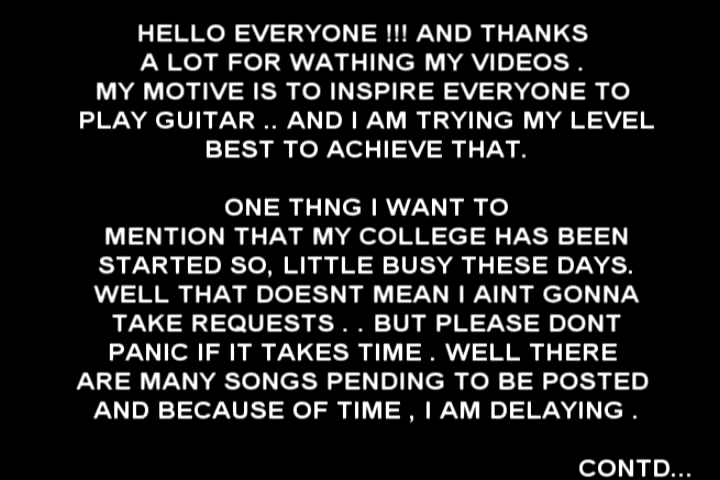 HELLO EVERYONE !!! AND THANKS
A LOT FOR WATHING MY VIDEOS .
MY MOTIVE IS TO INSPIRE EVERYONE TO
PLAY GUITAR .. AND I AM TRYING MY LEVEL
BEST TO ACHIEVE THAT.
ONE THNG I WANT TO
MENTION THAT MY COLLEGE HAS BEEN
STARTED SO, LITTLE BUSY THESE DAYS.
WELL THAT DOESNT MEAN I AINT GONNA
TAKE REQUESTS . . BUT PLEASE DONT
PANIC IF IT TAKES TIME . WELL THERE
ARE MANY SONGS PENDING TO BE POSTED
AND BECAUSE OF TIME , I AM DELAYING .
CONTD...